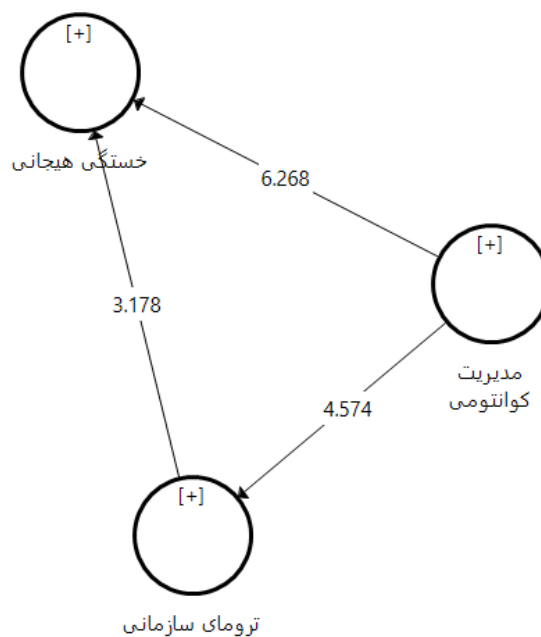 [+]
خستگی هیجانی
6.268
[+]
مدیریت
کوانتومی
3.178
4.574
[+]
ترومای سازمانی